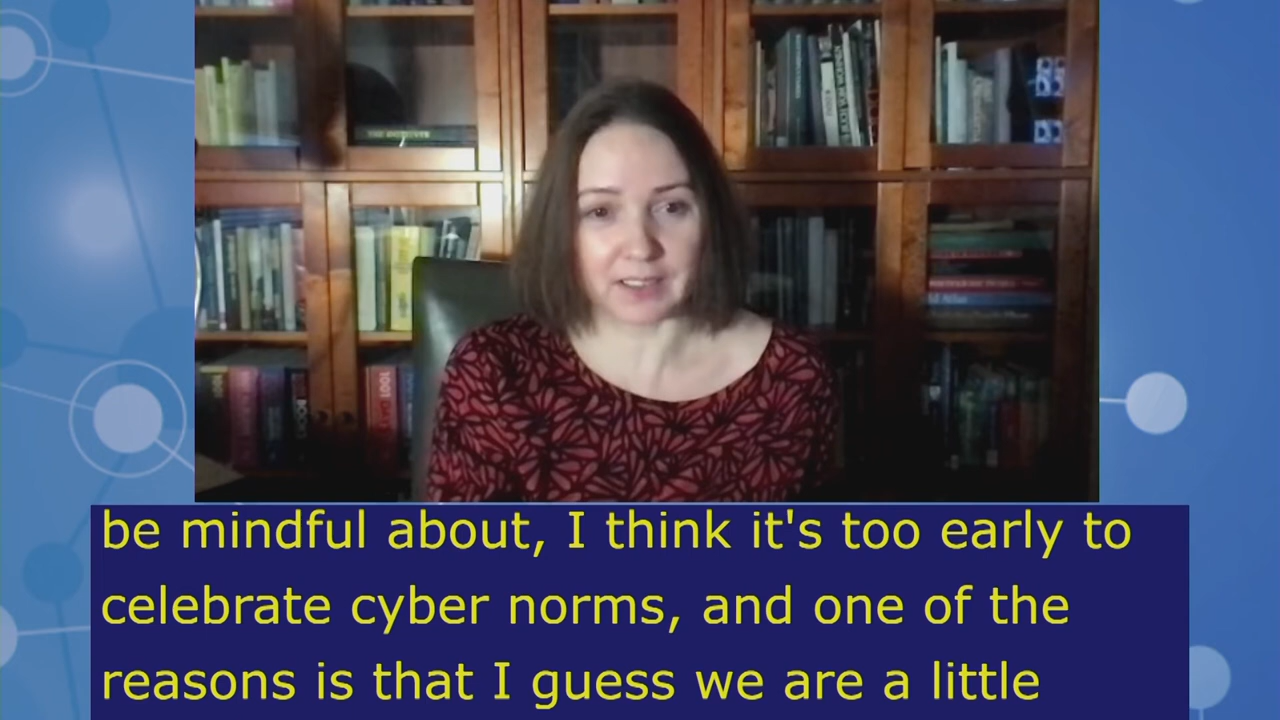 be mindful about, I think it's too early to
celebrate cyber norms, and one of the
reasons is that I guess we are a little